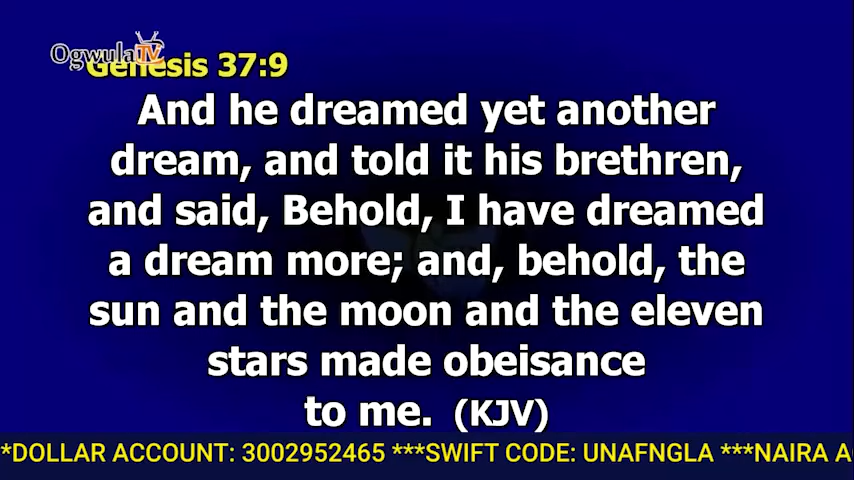 OgwulaTV
Genesis 37:9
And he dreamed yet another
dream, and told it his brethren,
and said, Behold, I have dreamed
a dream more; and, behold, the
sun and the moon and the eleven
stars made obeisance
to me. (KJV)
*DOLLAR ACCOUNT: 3002952465 ***SWIFT CODE: UNAFNGLA ***NAIRA A